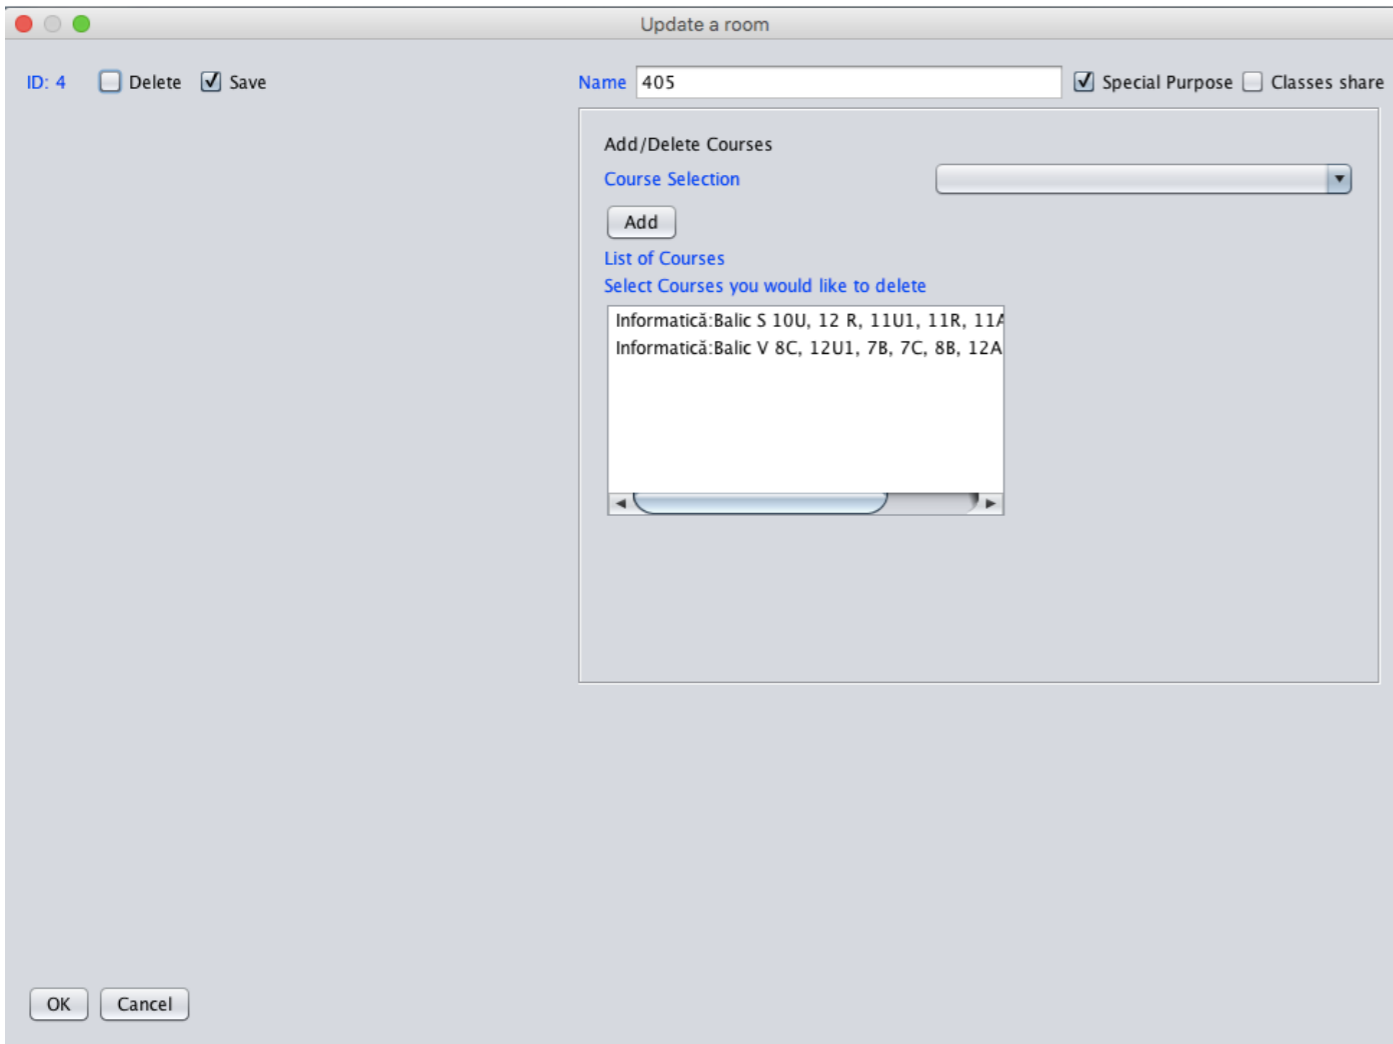 Update a room
ID: 4 Delete Save Name 405 Special Purpose Classes share
Add/Delete Courses
Course Selection
Add
List of Courses
Select Courses you would like to delete
Informatică:Balic S 10U, 12 R, 11U1, 11R, 11A
Informatică:Balic V 8C, 12U1, 7B, 7C, 8B, 12A
OK Cancel